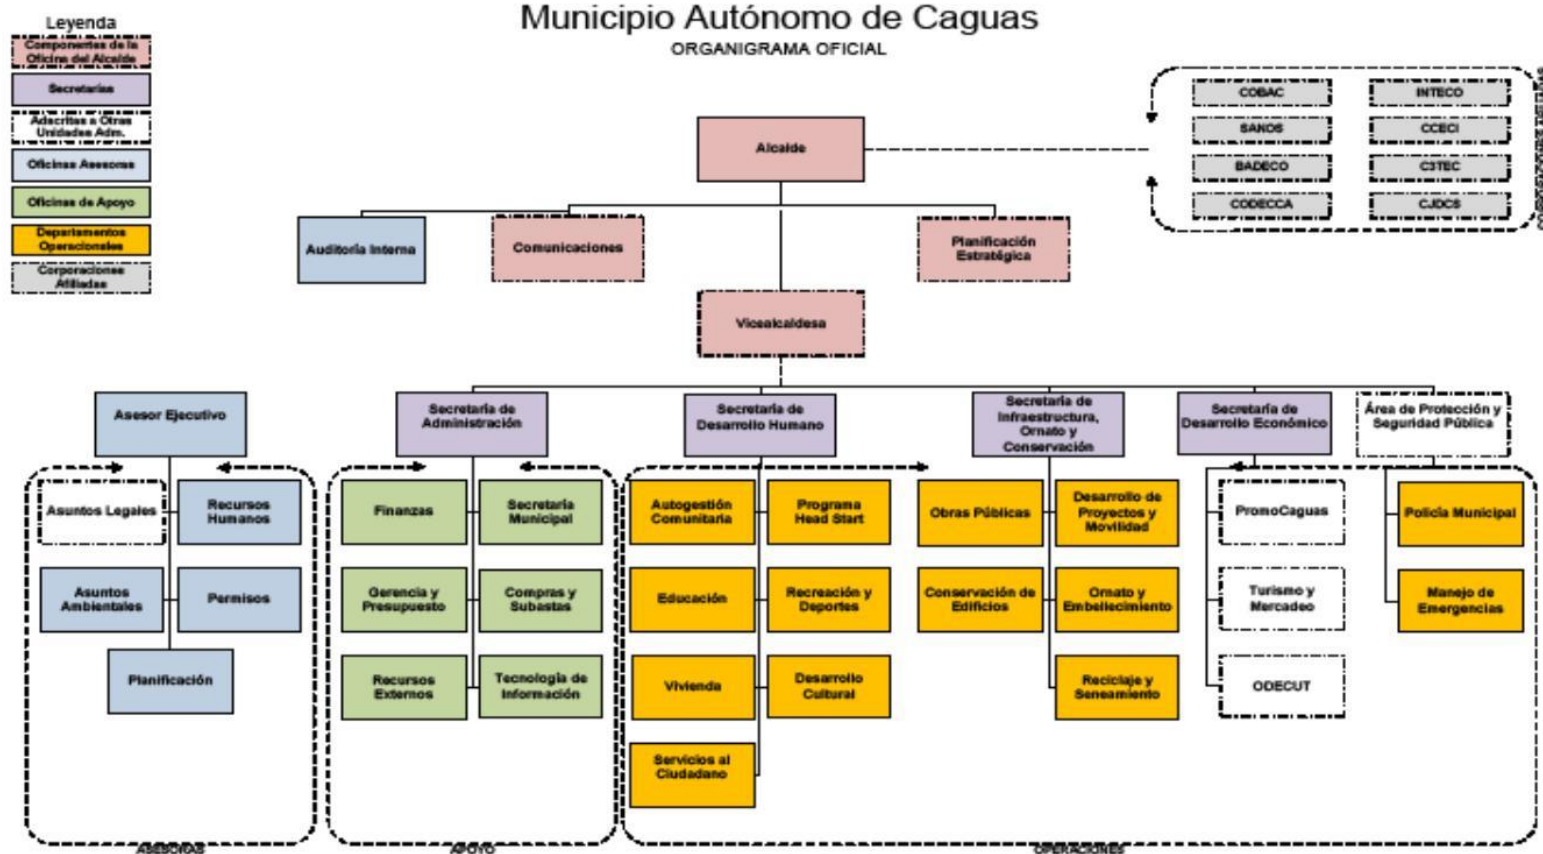 Municipio Autónomo de Caguas
ORGANIGRAMA OFICIAL
Leyenda
Componentes de la
Oficina del Alcalde
Secretarías
Adscritas a Otras
Unidades Adm.
Oficinas Asesoras
Oficinas de Apoyo
Departamentos
Operacionales
Corporaciones
Afiliadas
COBAC
INTECO
SANOS
CCECI
BADECO
C3TEC
CODECCA
CJDCS
CORPORACIONES AFILIADAS
Alcalde
Auditoría Interna
Comunicaciones
Planificación
Estratégica
Vicealcaldesa
Asesor Ejecutivo
Secretaría de
Administración
Secretaría de
Desarrollo Humano
Secretaría de
Infraestructura,
Ornato y
Conservación
Secretaría de
Desarrollo Económico
Área de Protección y
Seguridad Pública
Asuntos Legales
Recursos
Humanos
Asuntos
Ambientales
Permisos
Planificación
Finanzas
Secretaría
Municipal
Gerencia y
Presupuesto
Compras y
Subastas
Recursos
Externos
Tecnología de
Información
Autogestión
Comunitaria
Programa
Head Start
Educación
Recreación y
Deportes
Vivienda
Desarrollo
Cultural
Servicios al
Ciudadano
Obras Públicas
Desarrollo de
Proyectos y
Movilidad
Conservación de
Edificios
Ornato y
Embellecimiento
Reciclaje y
Seneamiento
PromoCaguas
Turismo y
Mercadeo
ODECUT
Policía Municipal
Manejo de
Emergencias
ASESORAS
APOYO
OPERACIONES